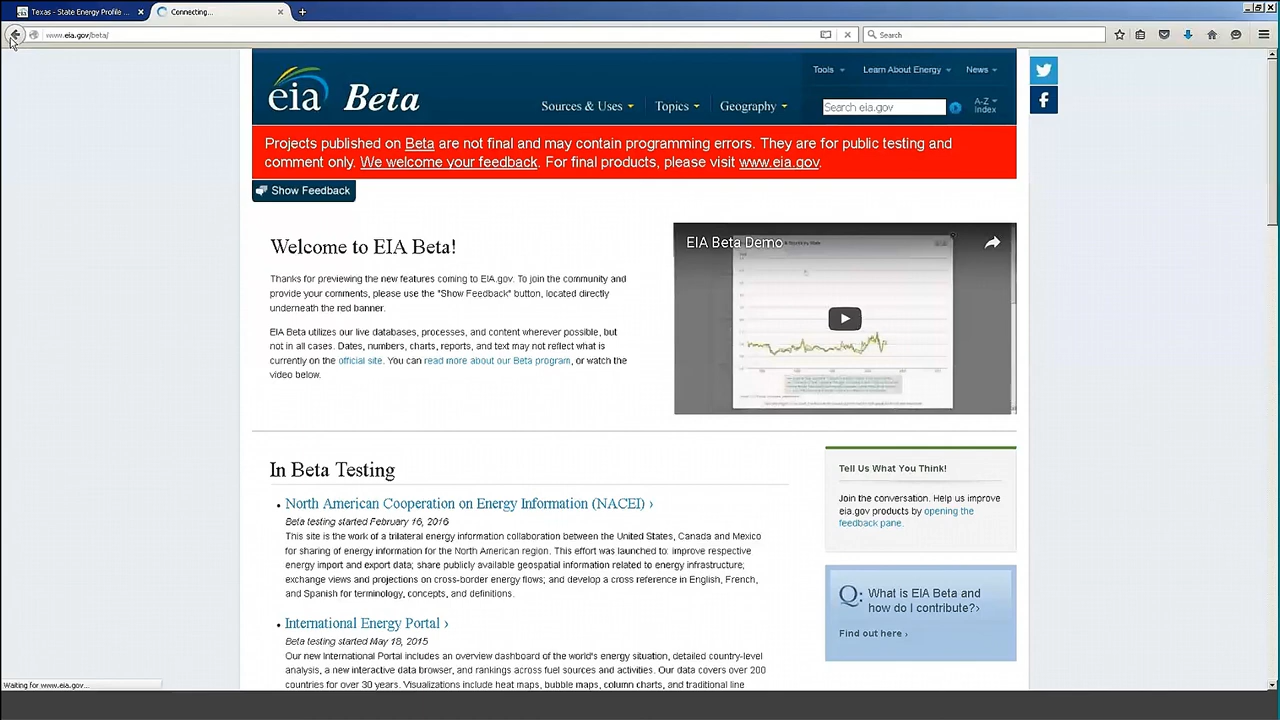 Texas - State Energy Profile ...
Connecting...
www.eia.gov/beta/
Search
eia Beta
Tools
Learn About Energy
News
Sources & Uses
Topics
Geography
Search eia.gov
A-Z
Index
Projects published on Beta are not final and may contain programming errors. They are for public testing and
comment only. We welcome your feedback. For final products, please visit www.eia.gov.
Show Feedback
Welcome to EIA Beta!
Thanks for previewing the new features coming to EIA.gov. To join the community and
provide your comments, please use the "Show Feedback" button, located directly
underneath the red banner.
EIA Beta utilizes our live databases, processes, and content wherever possible, but
not in all cases. Dates, numbers, charts, reports, and text may not reflect what is
currently on the official site. You can read more about our Beta program, or watch the
video below.
EIA Beta Demo
In Beta Testing
North American Cooperation on Energy Information (NACEI) ›
Beta testing started February 16, 2016
This site is the work of a trilateral energy information collaboration between the United States, Canada and Mexico
for sharing of energy information for the North American region. This effort was launched to: improve respective
energy import and export data; share publicly available geospatial information related to energy infrastructure;
exchange views and projections on cross-border energy flows; and develop a cross reference in English, French,
and Spanish for terminology, concepts, and definitions.
International Energy Portal ›
Beta testing started May 18, 2015
Our new International Portal includes an overview dashboard of the world's energy situation, detailed country-level
analysis, a new interactive data browser, and rankings across fuel sources and activities. Our data covers over 200
countries for over 30 years. Visualizations include heat maps, bubble maps, column charts, and traditional line
Tell Us What You Think!
Join the conversation. Help us improve
eia.gov products by opening the
feedback pane.
Q: What is EIA Beta and
how do I contribute?›
Find out here ›
Waiting for www.eia.gov...